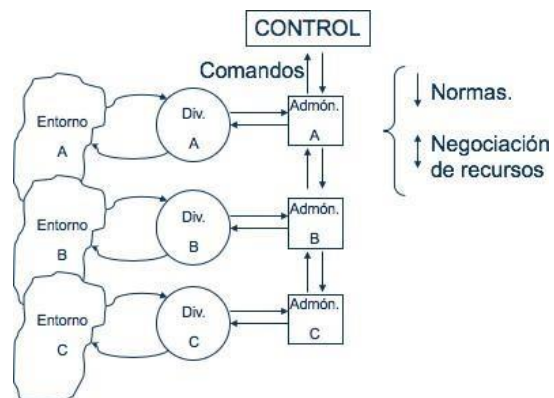 CONTROL
Comandos
Entorno
A
Div.
A
Admón.
A
Normas.
Negociación
de recursos
Entorno
B
Div.
B
Admón.
B
Entorno
C
Div.
C
Admón.
C